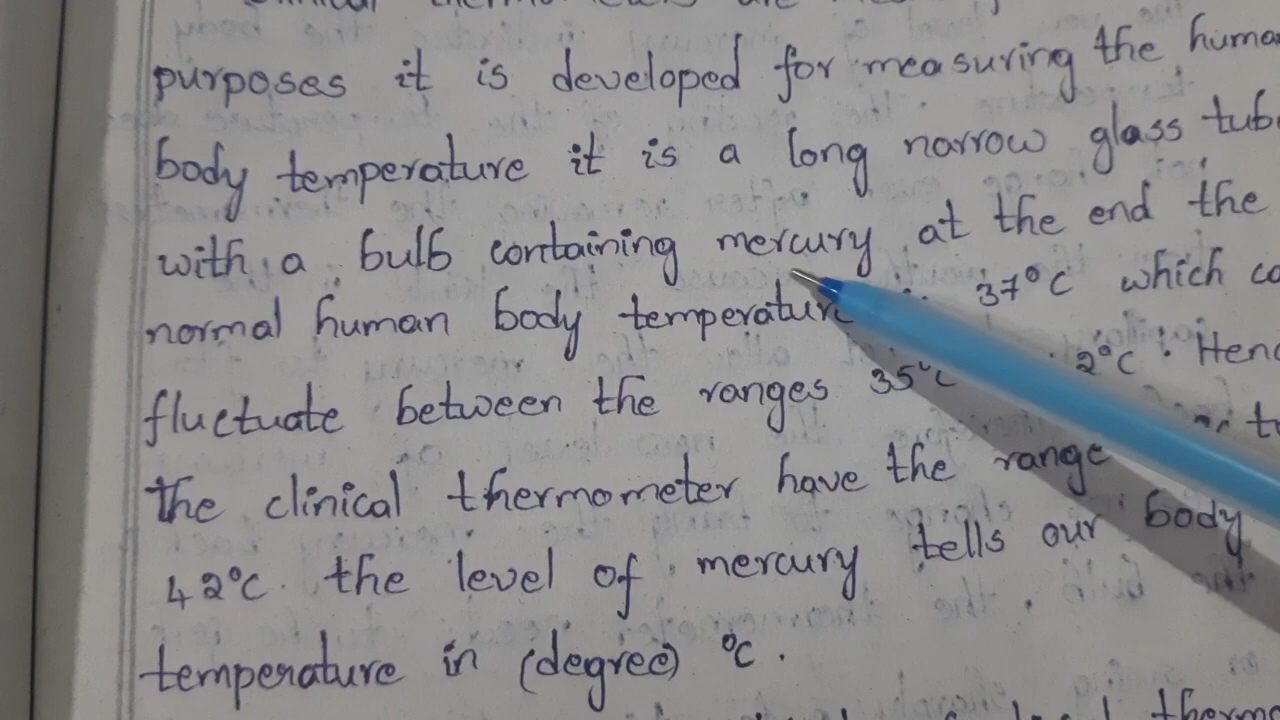 purposes it is developed for measuring the huma
body temperature it is a long narrow glass tub
with a bulb containing mercury at the end the
normal human body temperatur 37°C which co
fluctuate between the ranges 35°C 2°C. Henc
the clinical thermometer have the range
42°C. the level of mercury tells our body
temperature in (degree) °C.